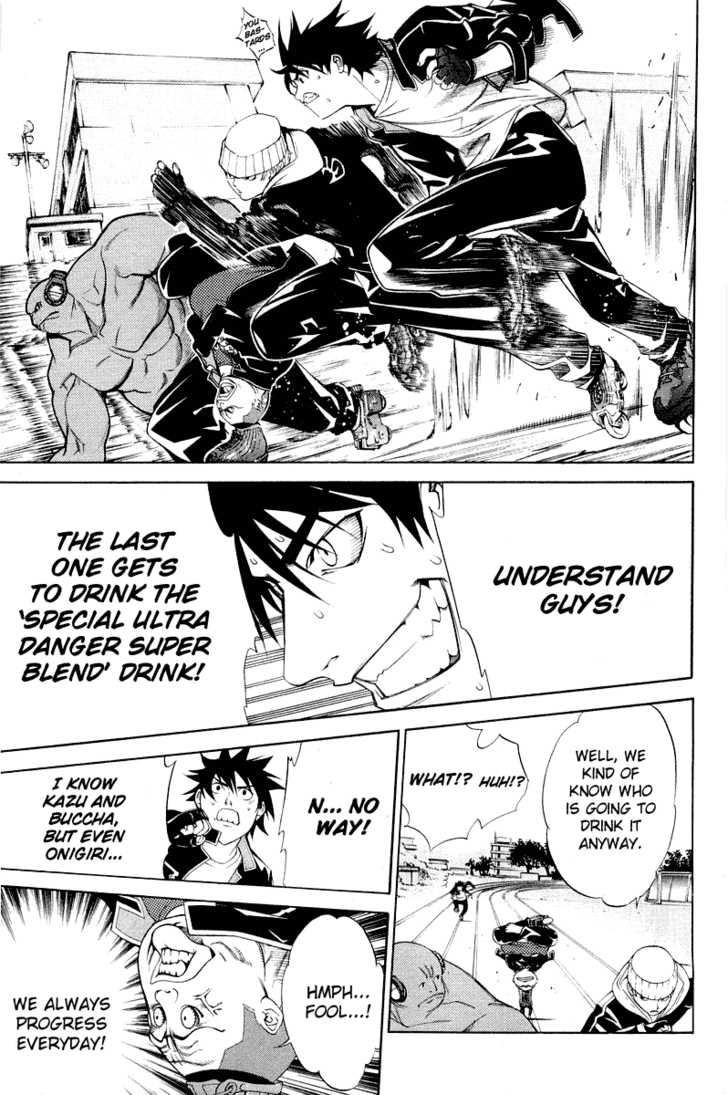 YOU
BAS-
TARDS
...
UNDERSTAND
GUYS!
THE LAST
ONE GETS
TO DRINK THE
'SPECIAL ULTRA
DANGER SUPER
BLEND' DRINK!
WELL, WE
KIND OF
KNOW WHO
IS GOING TO
DRINK IT
ANYWAY.
WHAT!? HUH!?
N... NO
WAY!
I KNOW
KAZU AND
BUCCHA,
BUT EVEN
ONIGIRI...
HMPH...
FOOL...!
WE ALWAYS
PROGRESS
EVERYDAY!